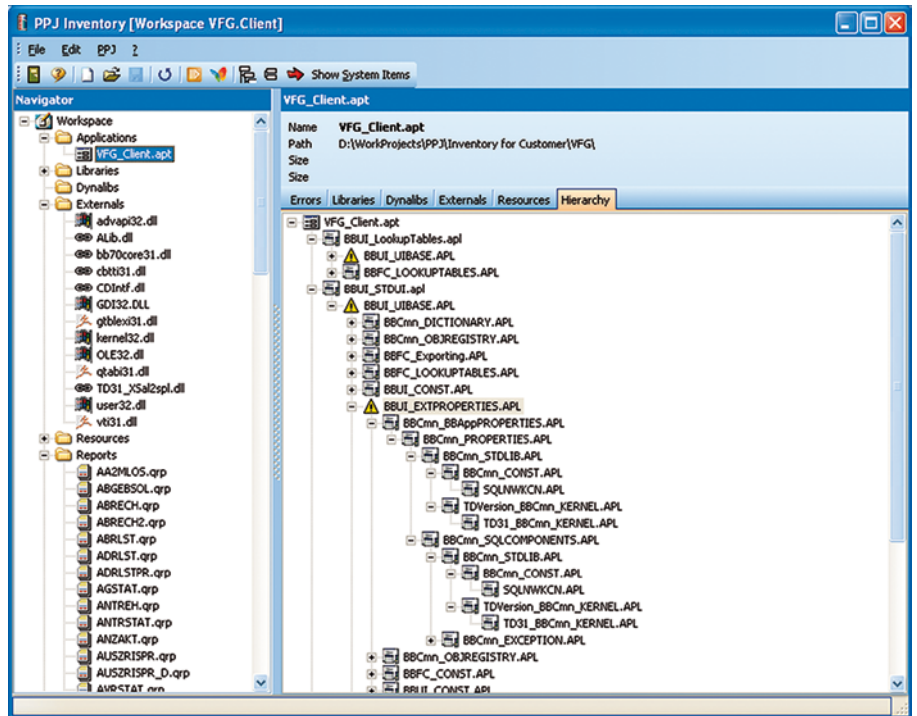 PPJ Inventory [Workspace VFG.Client]
File Edit PPJ ?
Show System Items
Navigator
Workspace
Applications
VFG_Client.apt
Libraries
Dynalibs
Externals
advapi32.dll
ALib.dll
bb70core31.dll
cbtti31.dll
CDIntf.dll
GDI32.DLL
gtblexi31.dll
kernel32.dll
OLE32.dll
qtabi31.dll
TD31_XSal2spl.dll
user32.dll
vti31.dll
Resources
Reports
AA2MLOS.qrp
ABGEBSOL.qrp
ABRECH.qrp
ABRECH2.qrp
ABRLST.qrp
ADRLST.qrp
ADRLSTPR.qrp
AGSTAT.qrp
ANTREH.qrp
ANTRSTAT.qrp
ANZAKT.qrp
AUSZRISPR.qrp
AUSZRISPR_D.qrp
AVRSTAT.qrp
VFG_Client.apt
Name VFG_Client.apt
Path D:\WorkProjects\PPJ\Inventory for Customer\VFG\
Size
Size
Errors Libraries Dynalibs Externals Resources Hierarchy
VFG_Client.apt
BBUI_LookupTables.apl
BBUI_UIBASE.APL
BBFC_LOOKUPTABLES.APL
BBUI_STDUI.apl
BBUI_UIBASE.APL
BBCmn_DICTIONARY.APL
BBCmn_OBJREGISTRY.APL
BBFC_Exporting.APL
BBFC_LOOKUPTABLES.APL
BBUI_CONST.APL
BBUI_EXTPROPERTIES.APL
BBCmn_BBAppPROPERTIES.APL
BBCmn_PROPERTIES.APL
BBCmn_STDLIB.APL
BBCmn_CONST.APL
SQLNWKCN.APL
TDVersion_BBCmn_KERNEL.APL
TD31_BBCmn_KERNEL.APL
BBCmn_SQLCOMPONENTS.APL
BBCmn_STDLIB.APL
BBCmn_CONST.APL
SQLNWKCN.APL
TDVersion_BBCmn_KERNEL.APL
TD31_BBCmn_KERNEL.APL
BBCmn_EXCEPTION.APL
BBCmn_OBJREGISTRY.APL
BBFC_CONST.APL
BBUI_CONST.APL